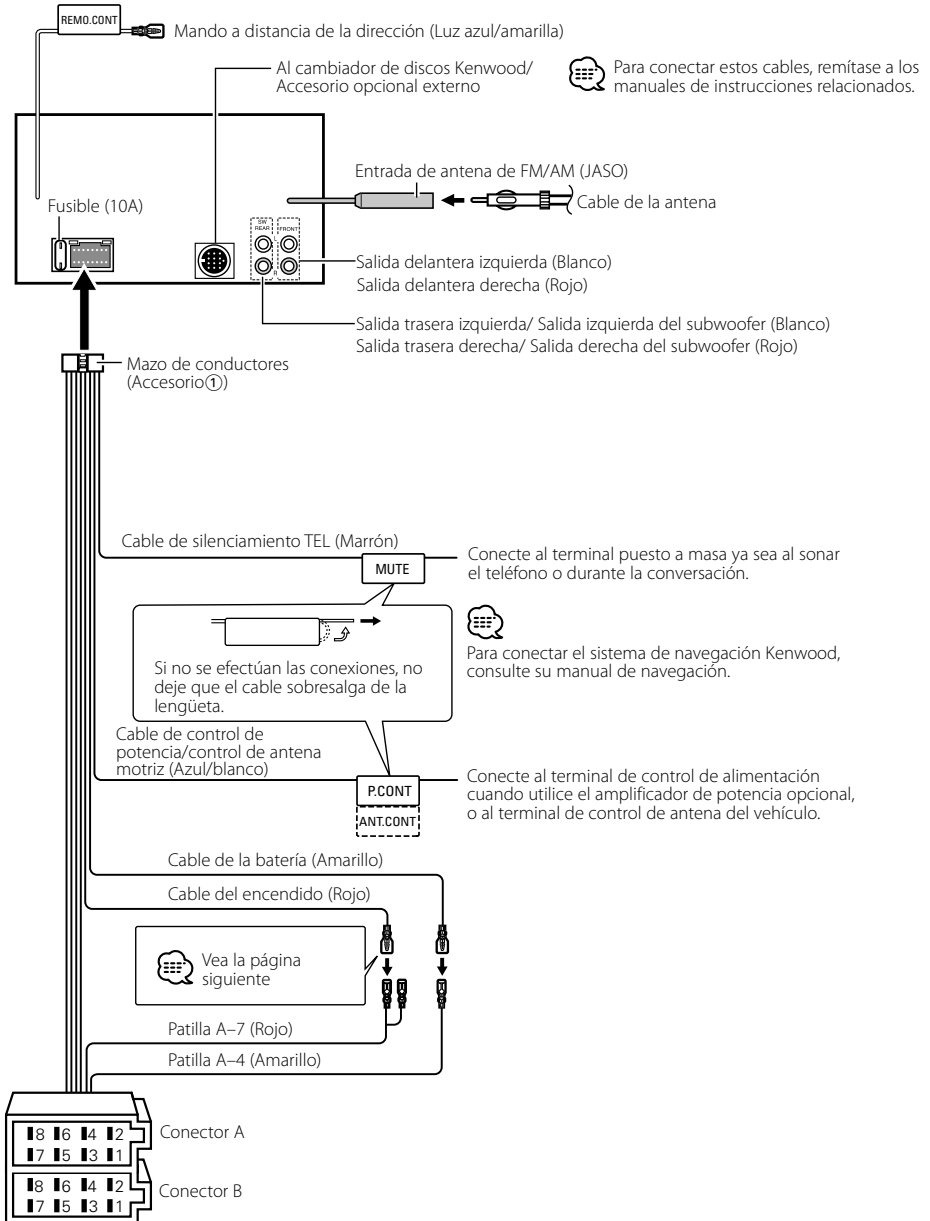 REMO.CONT
Mando a distancia de la dirección (Luz azul/amarilla)
Al cambiador de discos Kenwood/
Accesorio opcional externo
Para conectar estos cables, remítase a los
manuales de instrucciones relacionados.
Entrada de antena de FM/AM (JASO)
Cable de la antena
Fusible (10A)
SW
REAR
FRONT
L
R
Salida delantera izquierda (Blanco)
Salida delantera derecha (Rojo)
Salida trasera izquierda/ Salida izquierda del subwoofer (Blanco)
Salida trasera derecha/ Salida derecha del subwoofer (Rojo)
Mazo de conductores
(Accesorio①)
Cable de silenciamiento TEL (Marrón)
MUTE
Conecte al terminal puesto a masa ya sea al sonar
el teléfono o durante la conversación.
Si no se efectúan las conexiones, no
deje que el cable sobresalga de la
lengüeta.
Para conectar el sistema de navegación Kenwood,
consulte su manual de navegación.
Cable de control de
potencia/control de antena
motriz (Azul/blanco)
P.CONT
ANT.CONT
Conecte al terminal de control de alimentación
cuando utilice el amplificador de potencia opcional,
o al terminal de control de antena del vehículo.
Cable de la batería (Amarillo)
Cable del encendido (Rojo)
Vea la página
siguiente
Patilla A–7 (Rojo)
Patilla A–4 (Amarillo)
8 6 4 2
7 5 3 1
Conector A
8 6 4 2
7 5 3 1
Conector B